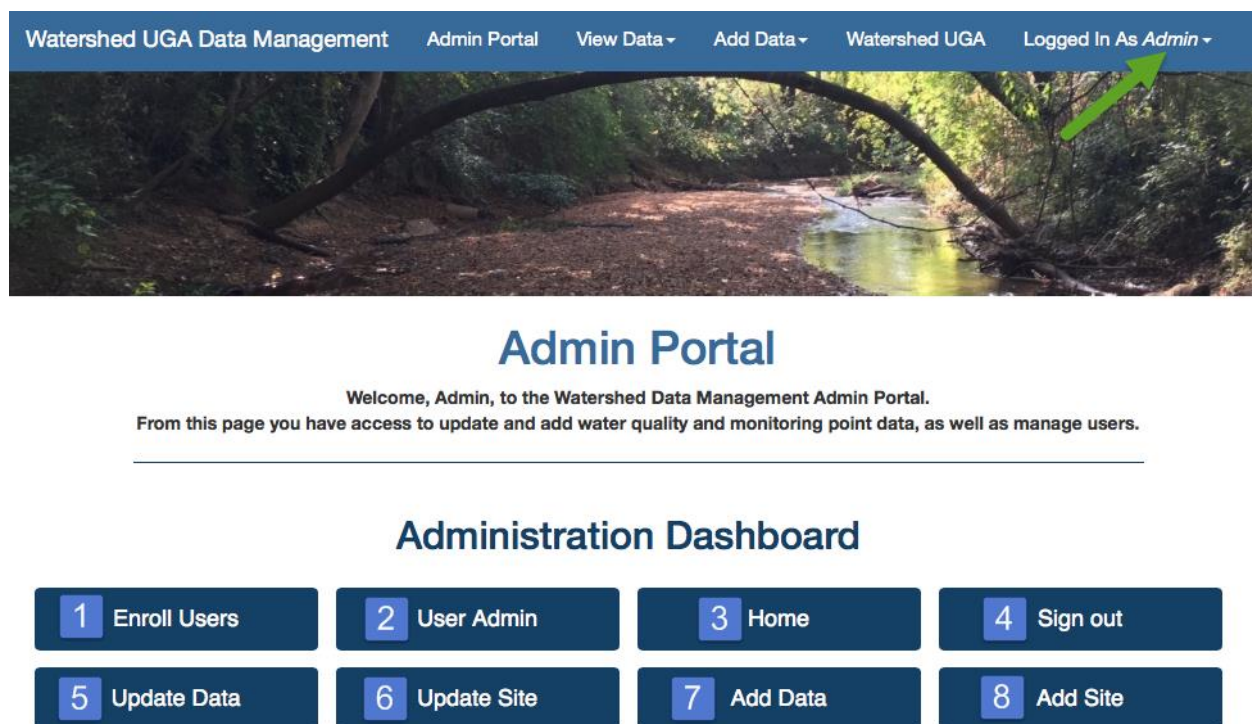 Watershed UGA Data Management Admin Portal View Data Add Data Watershed UGA Logged In As Admin
Admin Portal
Welcome, Admin, to the Watershed Data Management Admin Portal.
From this page you have access to update and add water quality and monitoring point data, as well as manage users.
Administration Dashboard
1 Enroll Users 2 User Admin 3 Home 4 Sign out
5 Update Data 6 Update Site 7 Add Data 8 Add Site